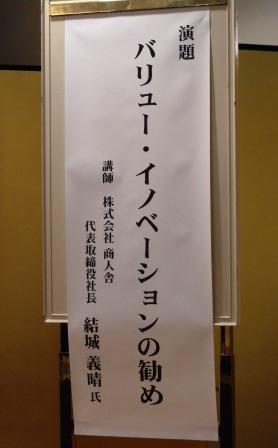 演題
バリュー・イノベーションの勧め
講師 株式会社 商人舎
代表取締役社長 結城 義晴 氏